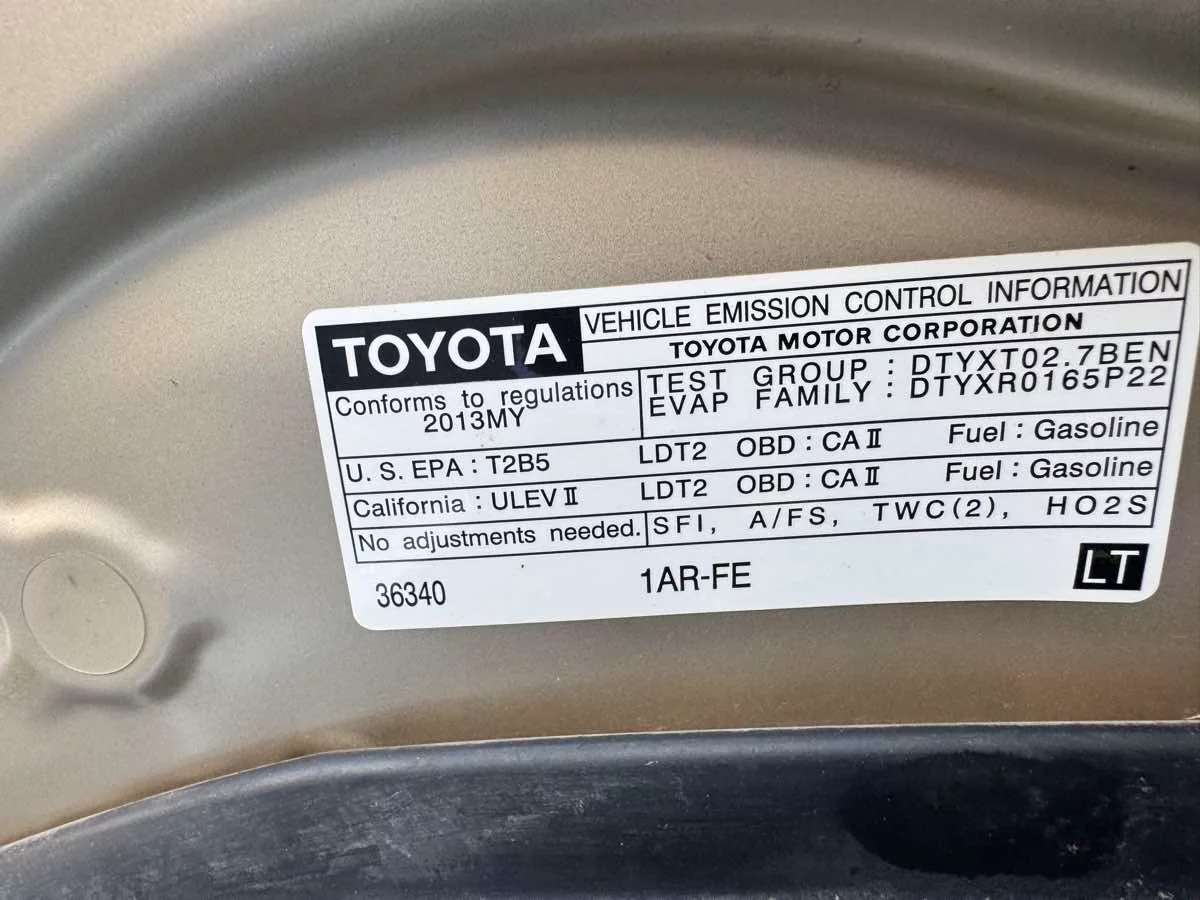 TOYOTA
VEHICLE EMISSION CONTROL INFORMATION
TOYOTA MOTOR CORPORATION
Conforms to regulations
2013MY
TEST GROUP : DTYXT02.7BEN
EVAP FAMILY : DTYXR0165P22
U. S. EPA : T2B5 LDT2 OBD : CA II Fuel : Gasoline
California : ULEV II LDT2 OBD : CA II Fuel : Gasoline
No adjustments needed. SFI, A/FS, TWC(2), HO2S
36340 1AR-FE LT